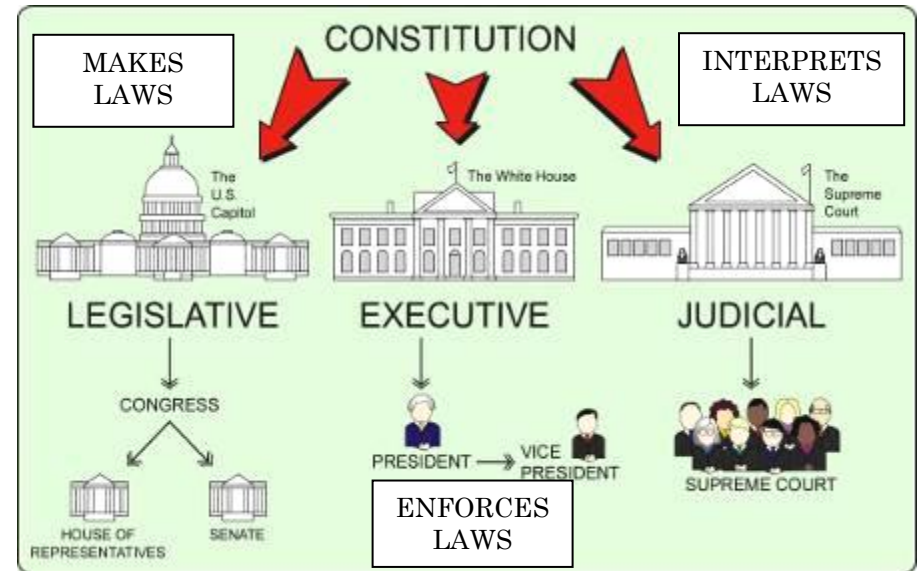 CONSTITUTION
MAKES
LAWS
INTERPRETS
LAWS
The
U.S.
Capitol
The White House
The
Supreme
Court
LEGISLATIVE
EXECUTIVE
JUDICIAL
CONGRESS
HOUSE OF
REPRESENTATIVES
SENATE
PRESIDENT
VICE
PRESIDENT
ENFORCES
LAWS
SUPREME COURT